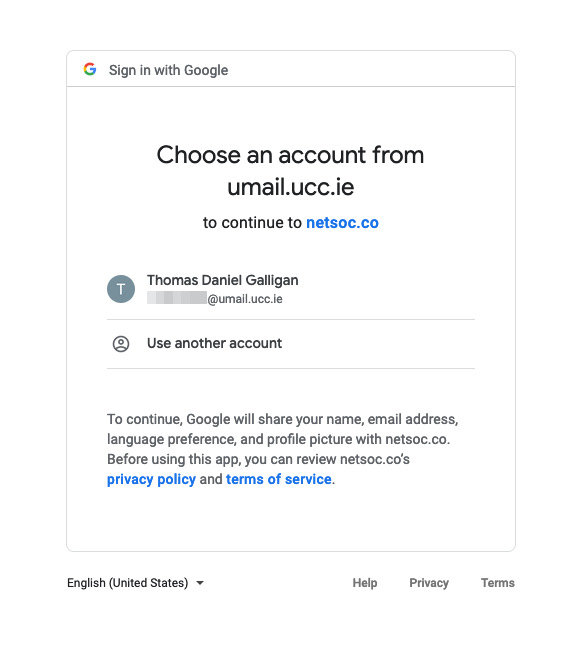 Sign in with Google
Choose an account from
umail.ucc.ie
to continue to netsoc.co
T
Thomas Daniel Galligan
@umail.ucc.ie
Use another account
To continue, Google will share your name, email address,
language preference, and profile picture with netsoc.co.
Before using this app, you can review netsoc.co’s
privacy policy and terms of service.
English (United States)
Help Privacy Terms